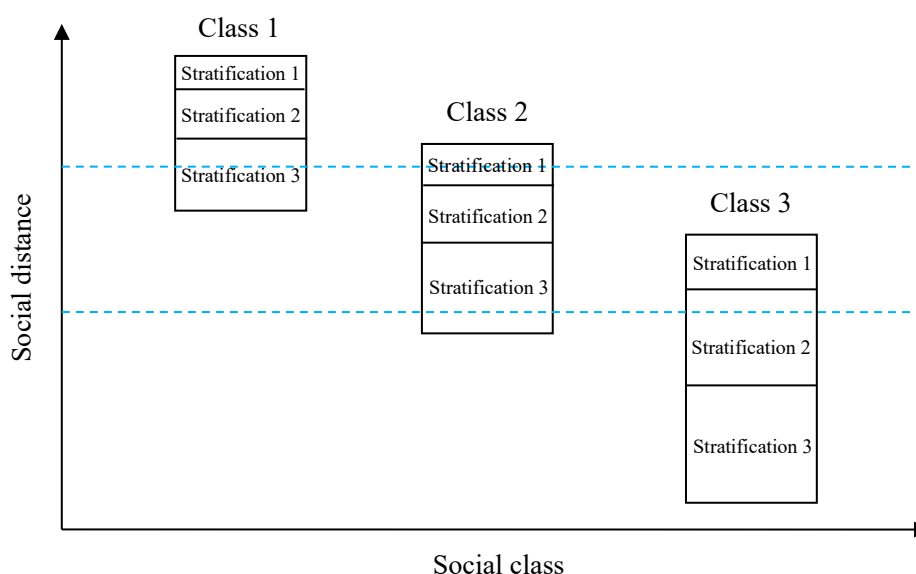 Class 1
Stratification 1
Stratification 2
Stratification 3
Class 2
Stratification 1
Stratification 2
Stratification 3
Class 3
Stratification 1
Stratification 2
Stratification 3
Social distance
Social class